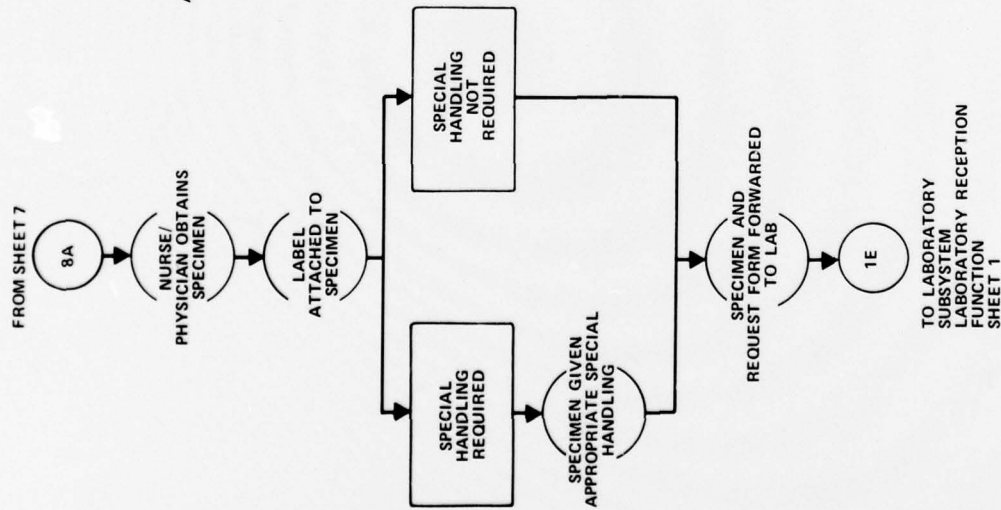 FROM SHEET 7
8A
NURSE/
PHYSICIAN OBTAINS
SPECIMEN
LABEL
ATTACHED TO
SPECIMEN
SPECIAL
HANDLING
REQUIRED
SPECIAL
HANDLING
NOT
REQUIRED
SPECIMEN GIVEN
APPROPRIATE SPECIAL
HANDLING
SPECIMEN AND
REQUEST FORM FORWARDED
TO LAB
1E
TO LABORATORY
SUBSYSTEM
LABORATORY RECEPTION
FUNCTION
SHEET 1